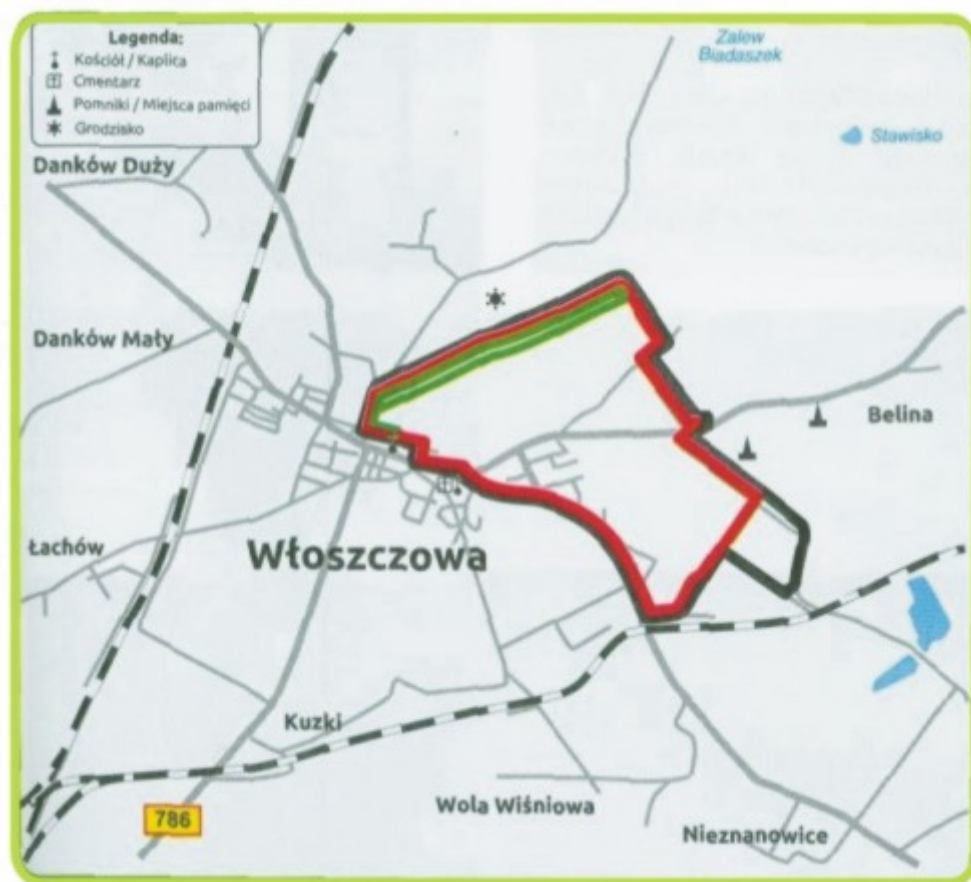 Legenda:
Kościół / Kaplica
Cmentarz
Pomniki / Miejsca pamięci
Grodzisko
Zalew
Biadaszek
Stawisko
Danków Duży
Danków Mały
Belina
Łachów
Włoszczowa
Kuzki
Wola Wiśniowa
786
Nieznanowice